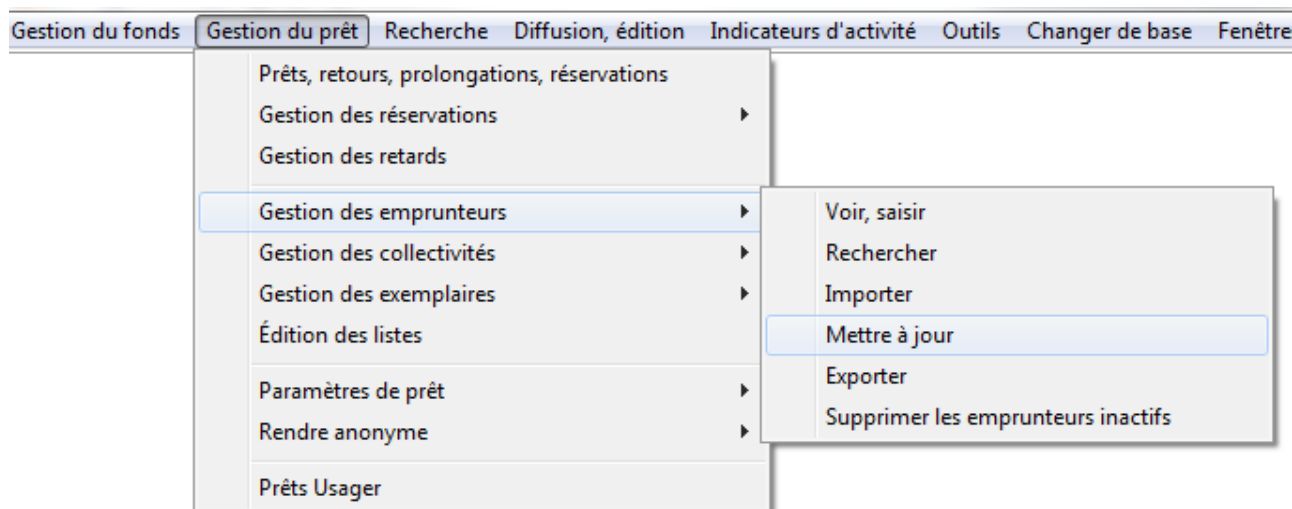 Gestion du fonds Gestion du prêt Recherche Diffusion, édition Indicateurs d'activité Outils Changer de base Fenêtre
Prêts, retours, prolongations, réservations
Gestion des réservations
Gestion des retards
Gestion des emprunteurs
Gestion des collectivités
Gestion des exemplaires
Édition des listes
Paramètres de prêt
Rendre anonyme
Prêts Usager
Voir, saisir
Rechercher
Importer
Mettre à jour
Exporter
Supprimer les emprunteurs inactifs